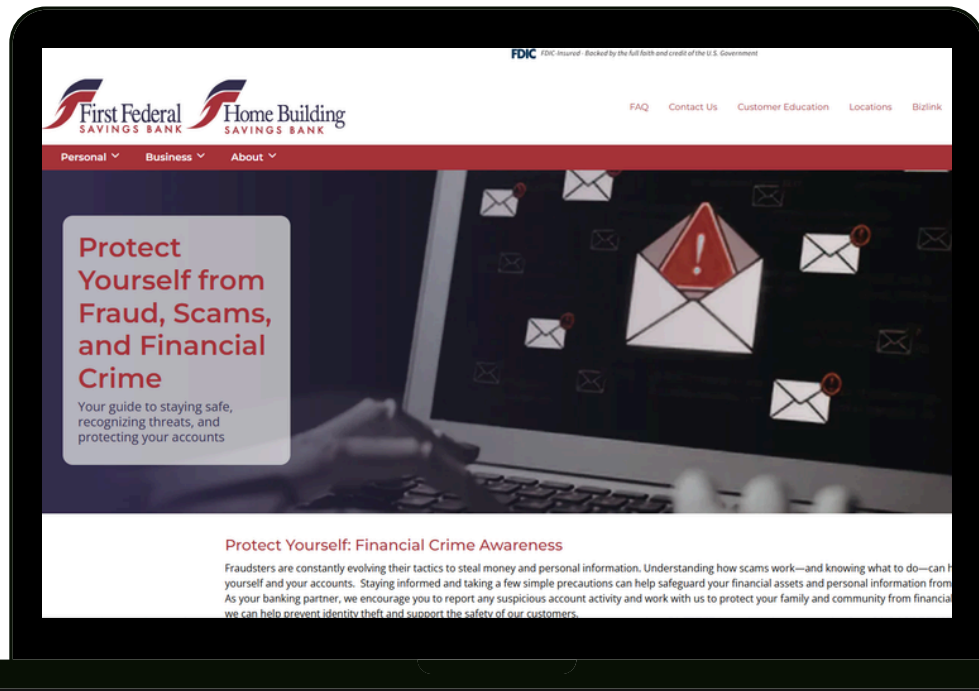 FDIC FDIC-Insured - Backed by the full faith and credit of the U.S. Government
First Federal
SAVINGS BANK
Home Building
SAVINGS BANK
FAQ Contact Us Customer Education Locations Bizlink
Personal Business About
Protect
Yourself from
Fraud, Scams,
and Financial
Crime
Your guide to staying safe,
recognizing threats, and
protecting your accounts
!
Protect Yourself: Financial Crime Awareness
Fraudsters are constantly evolving their tactics to steal money and personal information. Understanding how scams work—and knowing what to do—can
yourself and your accounts. Staying informed and taking a few simple precautions can help safeguard your financial assets and personal information from
As your banking partner, we encourage you to report any suspicious account activity and work with us to protect your family and community from financial
we can help prevent identity theft and support the safety of our customers.